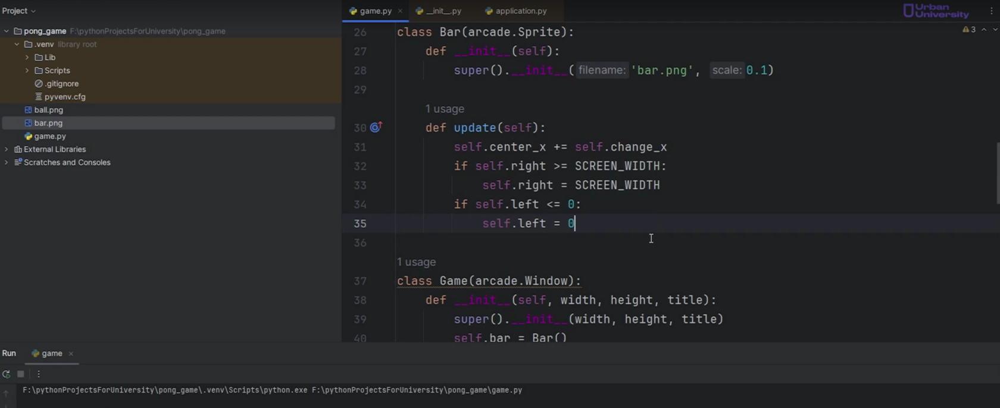 Project
game.py
__init__.py
application.py
Urban
University
pong_game F:\pythonProjectsForUniversity\pong_game
.venv library root
Lib
Scripts
.gitignore
pyvenv.cfg
ball.png
bar.png
game.py
External Libraries
Scratches and Consoles
3
26 class Bar(arcade.Sprite):
27 def __init__(self):
28 super().__init__(filename: 'bar.png', scale: 0.1)
29
1 usage
30 def update(self):
31 self.center_x += self.change_x
32 if self.right >= SCREEN_WIDTH:
33 self.right = SCREEN_WIDTH
34 if self.left <= 0:
35 self.left = 0
36
1 usage
37 class Game(arcade.Window):
38 def __init__(self, width, height, title):
39 super().__init__(width, height, title)
40 self.bar = Bar()
Run game
F:\pythonProjectsForUniversity\pong_game\.venv\Scripts\python.exe F:\pythonProjectsForUniversity\pong_game\game.py